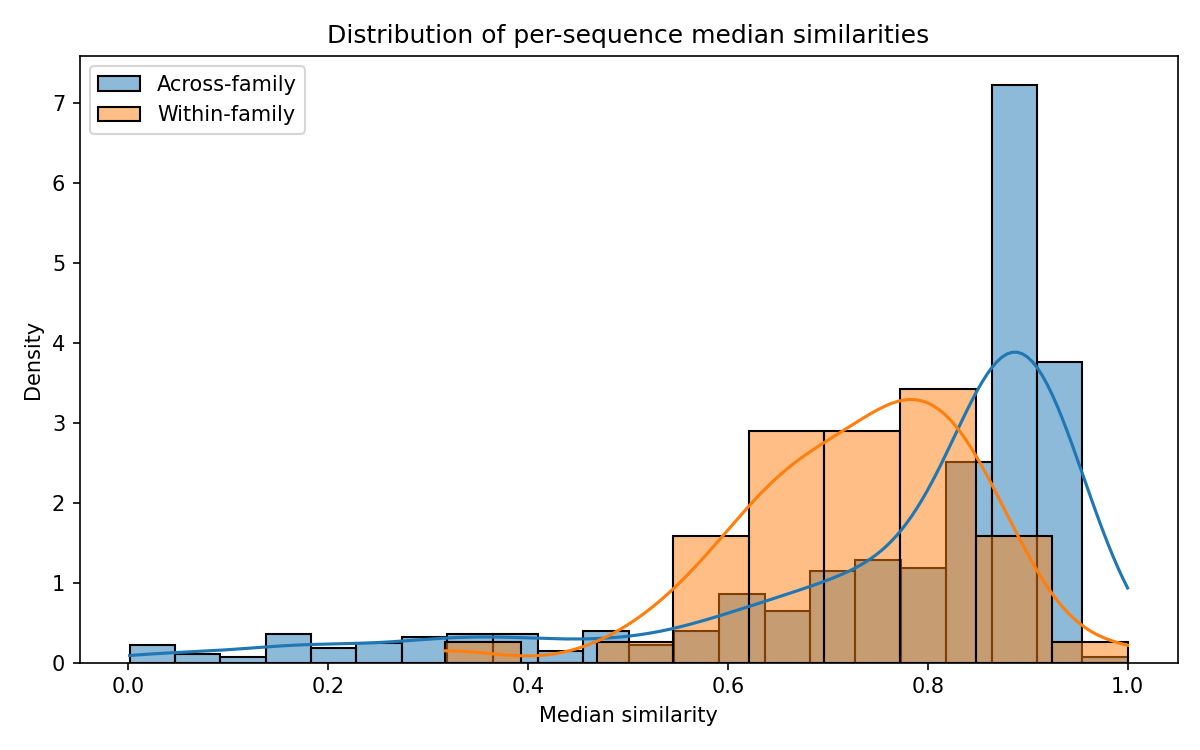 Distribution of per-sequence median similarities
Across-family
Within-family
7
6
5
4
3
2
1
0
Density
0.0 0.2 0.4 0.6 0.8 1.0
Median similarity